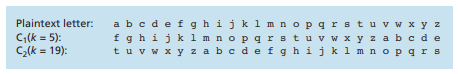 Plaintext letter: a b c d e f g h i j k l m n o p q r s t u v w x y z
C₁(k = 5): f g h i j k l m n o p q r s t u v w x y z a b c d e
C₂(k = 19): t u v w x y z a b c d e f g h i j k l m n o p q r s